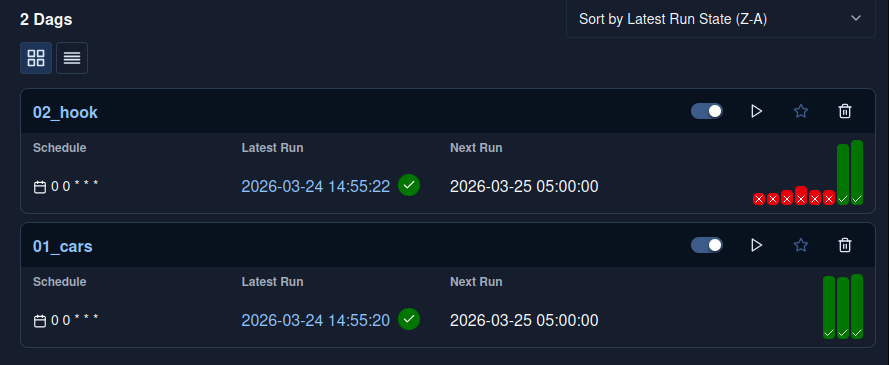 2 Dags
Sort by Latest Run State (Z-A)
02_hook
Schedule Latest Run Next Run
0 0 * * * 2026-03-24 14:55:22 2026-03-25 05:00:00
01_cars
Schedule Latest Run Next Run
0 0 * * * 2026-03-24 14:55:20 2026-03-25 05:00:00